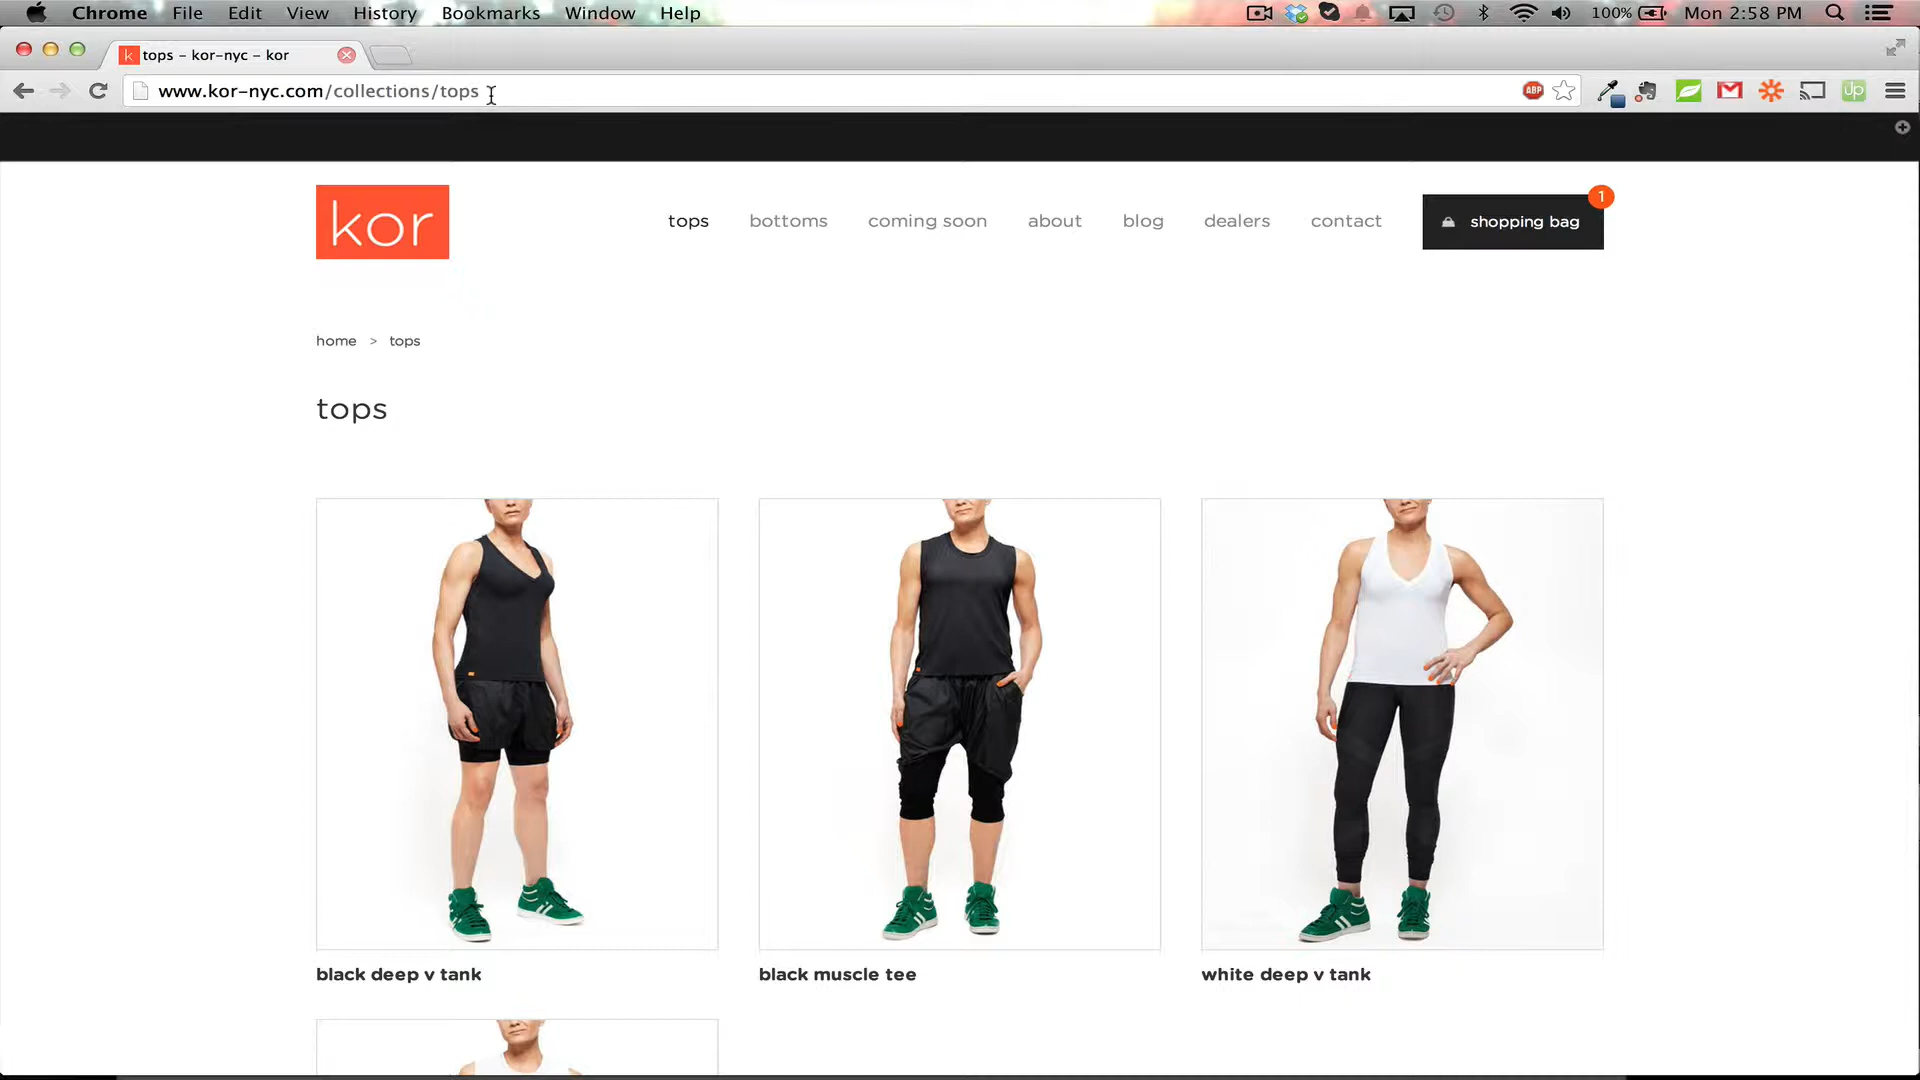 Chrome File Edit View History Bookmarks Window Help 100% Mon 2:58 PM
k tops – kor-nyc – kor
www.kor-nyc.com/collections/tops ABP Up
kor tops bottoms coming soon about blog dealers contact shopping bag 1
home > tops
tops
black deep v tank black muscle tee white deep v tank